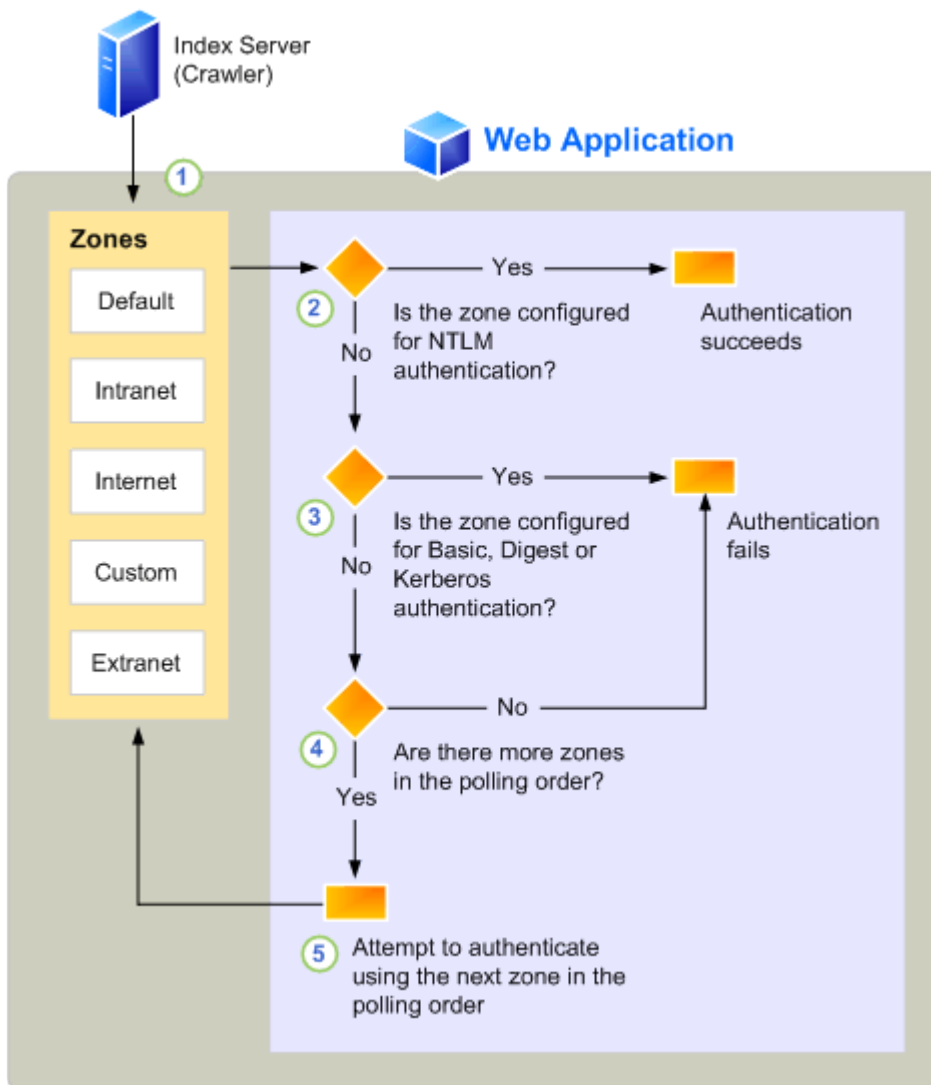 Index Server
(Crawler)
Web Application
1
Zones
Default
Intranet
Internet
Custom
Extranet
2
Yes
Is the zone configured
for NTLM
authentication?
No
Authentication
succeeds
3
Yes
Is the zone configured
for Basic, Digest or
Kerberos
authentication?
No
Authentication
fails
4
No
Are there more zones
in the polling order?
Yes
5
Attempt to authenticate
using the next zone in the
polling order